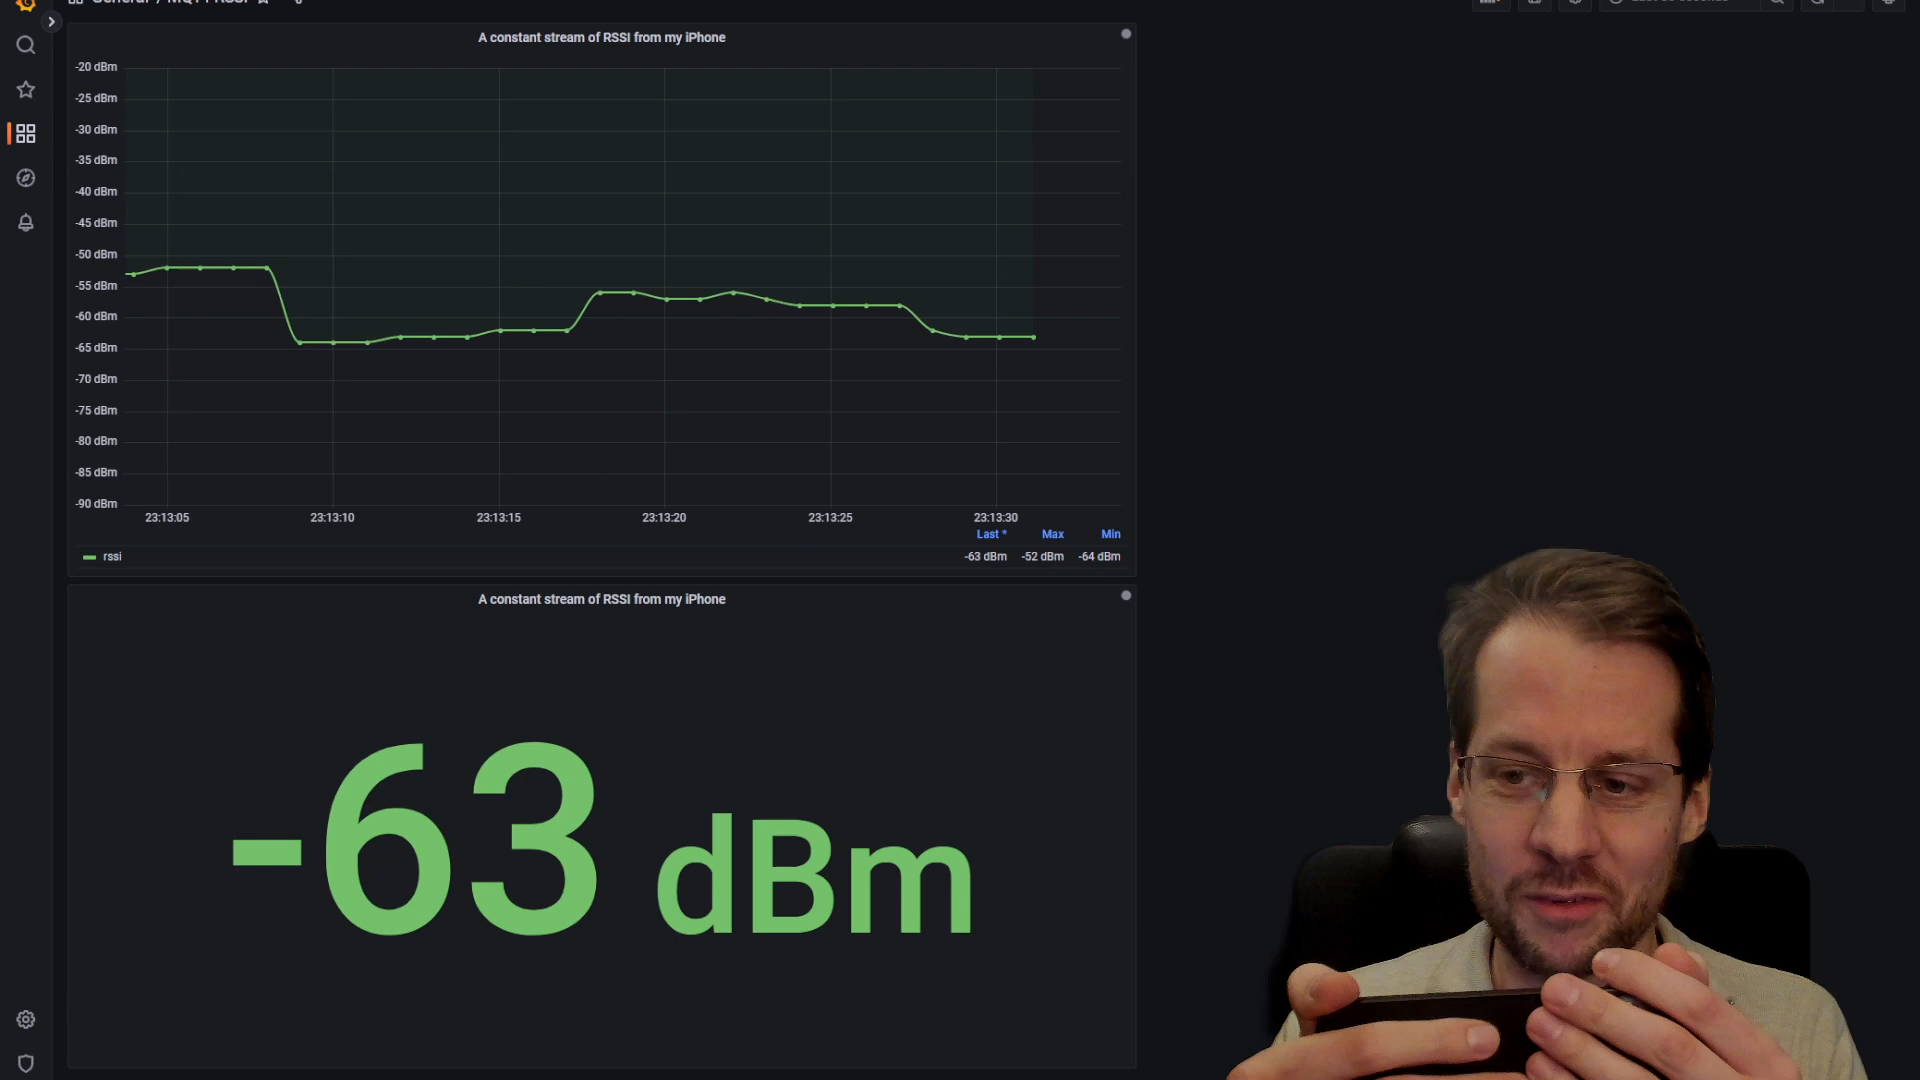 A constant stream of RSSI from my iPhone
-20 dBm
-25 dBm
-30 dBm
-35 dBm
-40 dBm
-45 dBm
-50 dBm
-55 dBm
-60 dBm
-65 dBm
-70 dBm
-75 dBm
-80 dBm
-85 dBm
-90 dBm
23:13:05 23:13:10 23:13:15 23:13:20 23:13:25 23:13:30
Last * Max Min
rssi -63 dBm -52 dBm -64 dBm
A constant stream of RSSI from my iPhone
-63 dBm